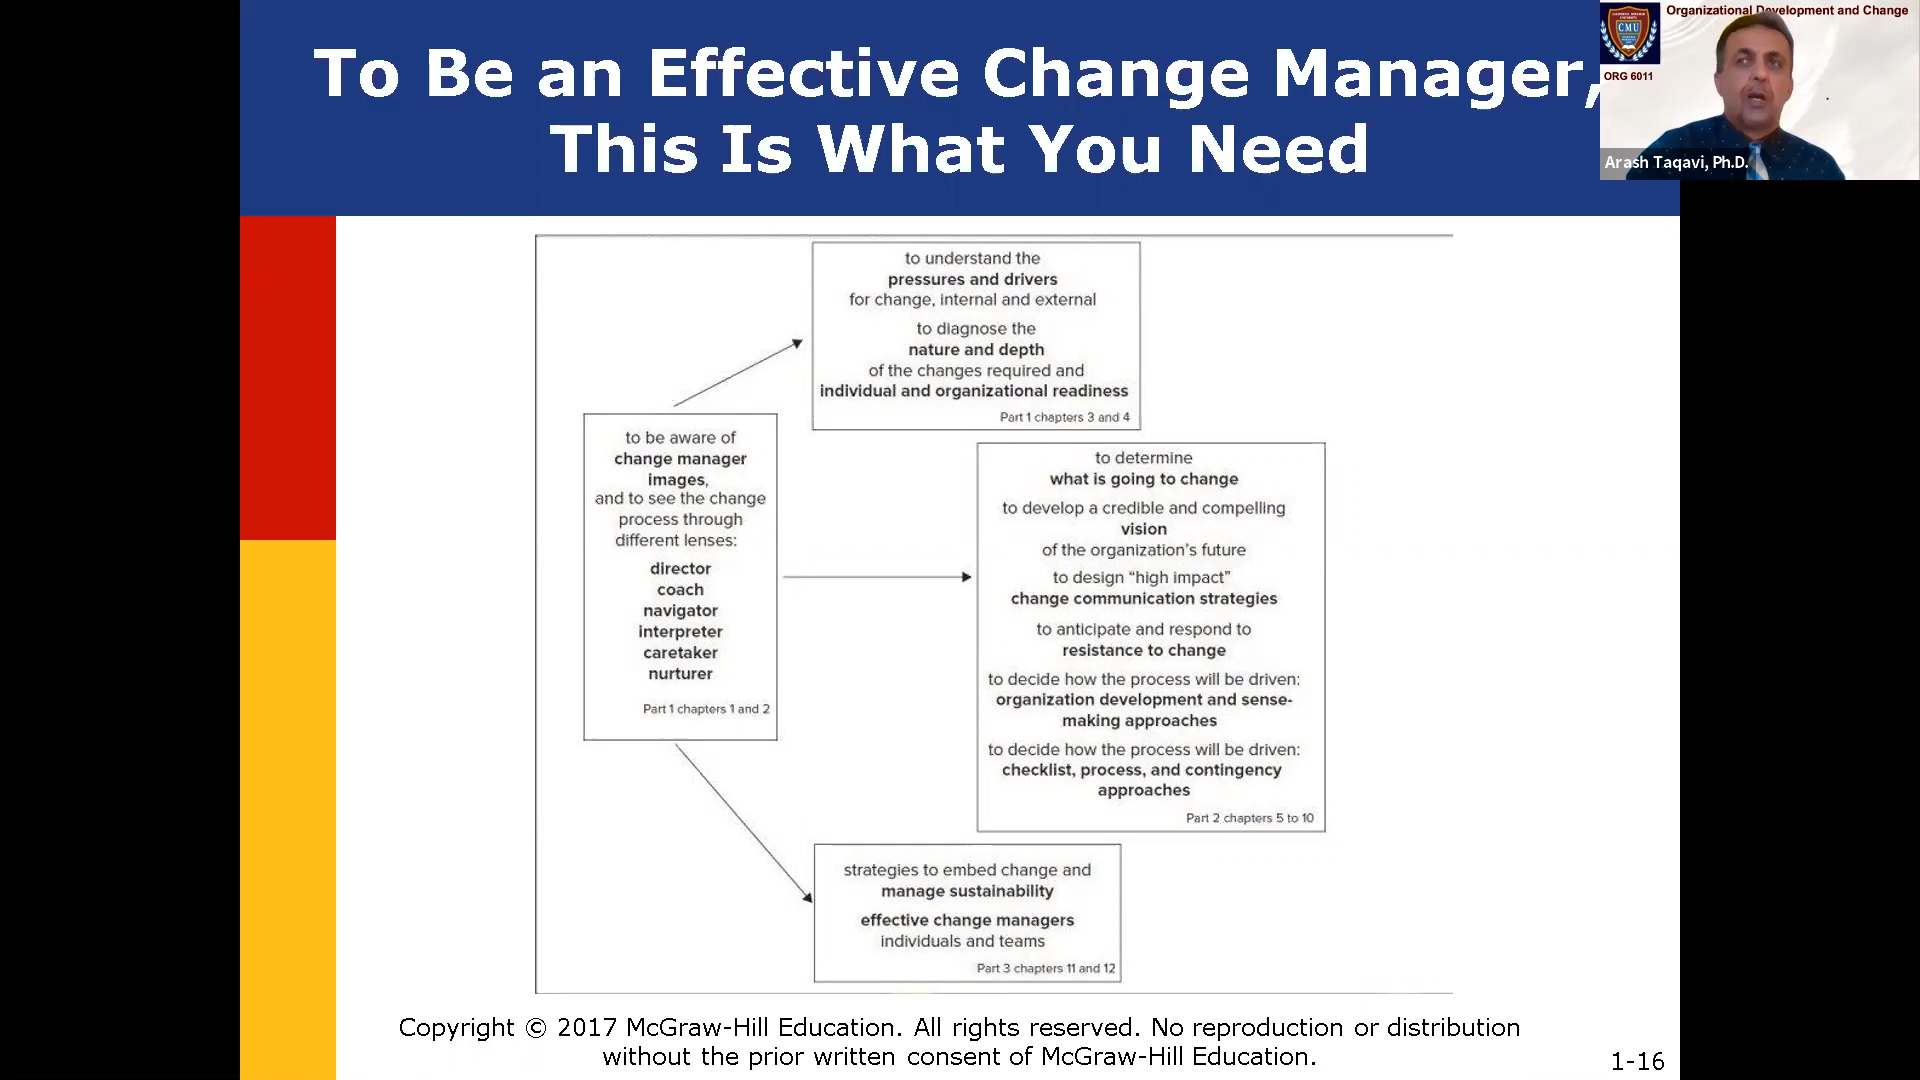 To Be an Effective Change Manager,
This Is What You Need
Organizational Development and Change
CMU
ORG 6011
Arash Taqavi, Ph.D.
to understand the
pressures and drivers
for change, internal and external
to diagnose the
nature and depth
of the changes required and
individual and organizational readiness
Part 1 chapters 3 and 4
to be aware of
change manager
images,
and to see the change
process through
different lenses:
director
coach
navigator
interpreter
caretaker
nurturer
Part 1 chapters 1 and 2
to determine
what is going to change
to develop a credible and compelling
vision
of the organization's future
to design “high impact”
change communication strategies
to anticipate and respond to
resistance to change
to decide how the process will be driven:
organization development and sense-
making approaches
to decide how the process will be driven:
checklist, process, and contingency
approaches
Part 2 chapters 5 to 10
strategies to embed change and
manage sustainability
effective change managers
individuals and teams
Part 3 chapters 11 and 12
Copyright © 2017 McGraw-Hill Education. All rights reserved. No reproduction or distribution
without the prior written consent of McGraw-Hill Education.
1-16